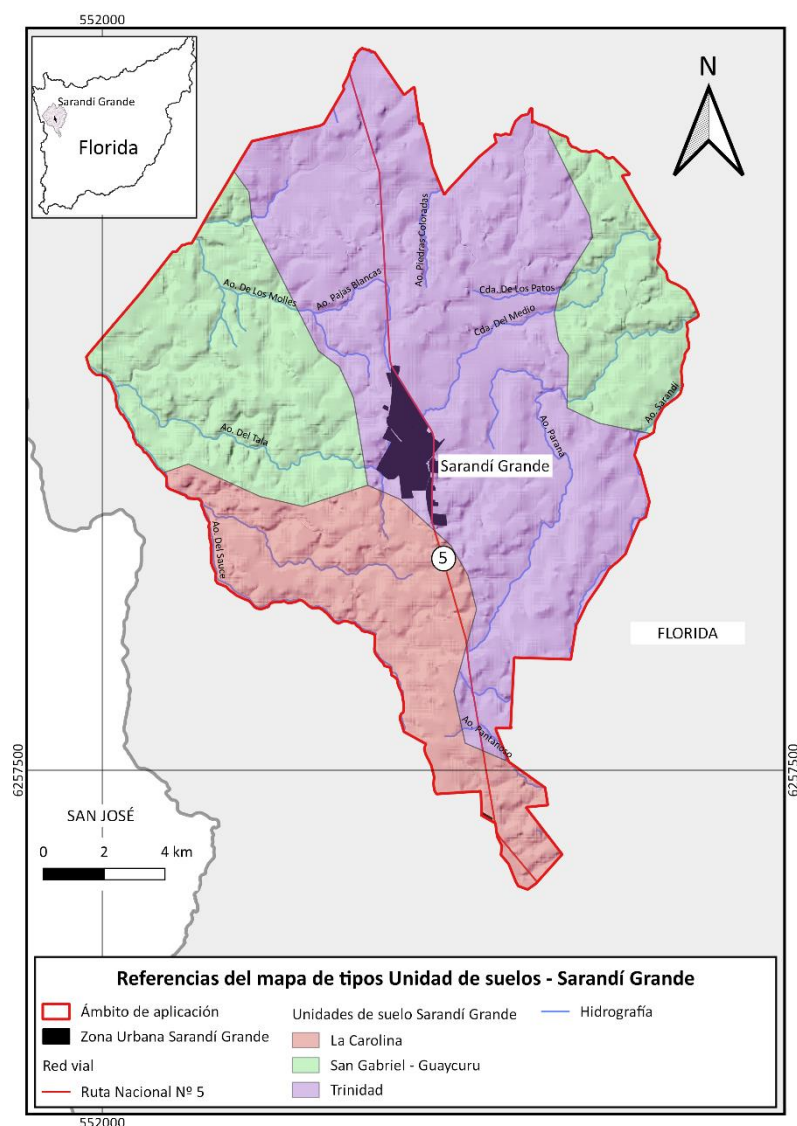 552000
Sarandí Grande
Florida
N
Ao. Piedras Coloradas
Ao. De Los Molles
Ao. Pajas Blancas
Cda. De Los Patos
Cda. Del Medio
Ao. Sarandí
Ao. Paraná
Ao. Del Tala
Sarandí Grande
Ao. Del Sauce
5
FLORIDA
Ao. Pantanoso
6257500
6257500
SAN JOSÉ
0 2 4 km
Referencias del mapa de tipos Unidad de suelos - Sarandí Grande
Ámbito de aplicación
Zona Urbana Sarandí Grande
Red vial
Ruta Nacional Nº 5
Unidades de suelo Sarandí Grande
La Carolina
San Gabriel - Guaycuru
Trinidad
Hidrografía
552000